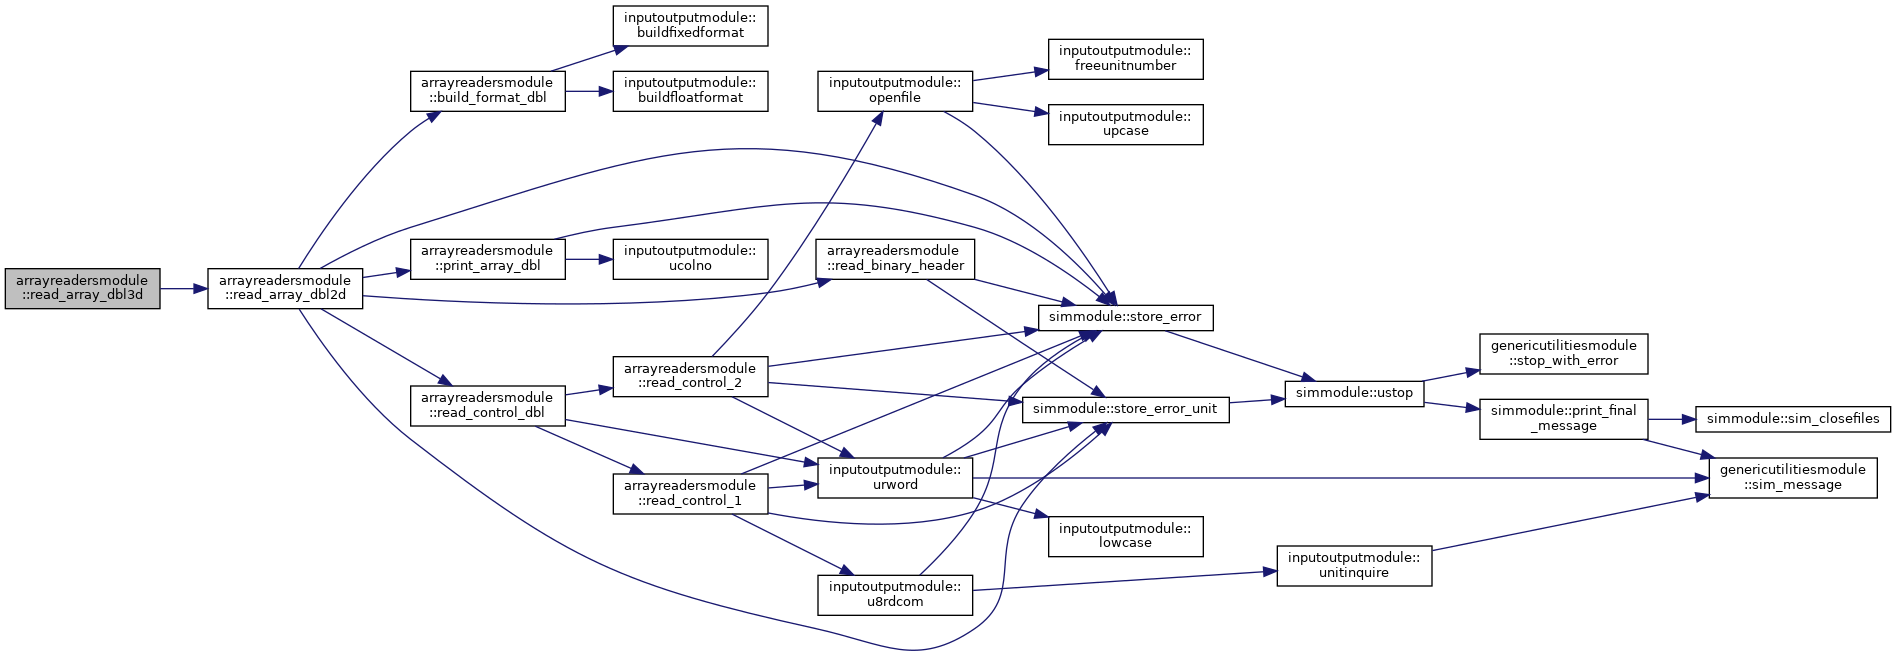 arrayreadersmodule
::read_array_dbl3d
arrayreadersmodule
::read_array_dbl2d
arrayreadersmodule
::build_format_dbl
arrayreadersmodule
::print_array_dbl
arrayreadersmodule
::read_control_dbl
inputoutputmodule::
buildfixedformat
inputoutputmodule::
buildfloatformat
inputoutputmodule::
ucolno
arrayreadersmodule
::read_control_2
arrayreadersmodule
::read_control_1
inputoutputmodule::
openfile
arrayreadersmodule
::read_binary_header
inputoutputmodule::
urword
inputoutputmodule::
u8rdcom
inputoutputmodule::
freeunitnumber
inputoutputmodule::
upcase
simmodule::store_error
simmodule::store_error_unit
inputoutputmodule::
lowcase
simmodule::ustop
inputoutputmodule::
unitinquire
genericutilitiesmodule
::stop_with_error
simmodule::print_final
_message
simmodule::sim_closefiles
genericutilitiesmodule
::sim_message